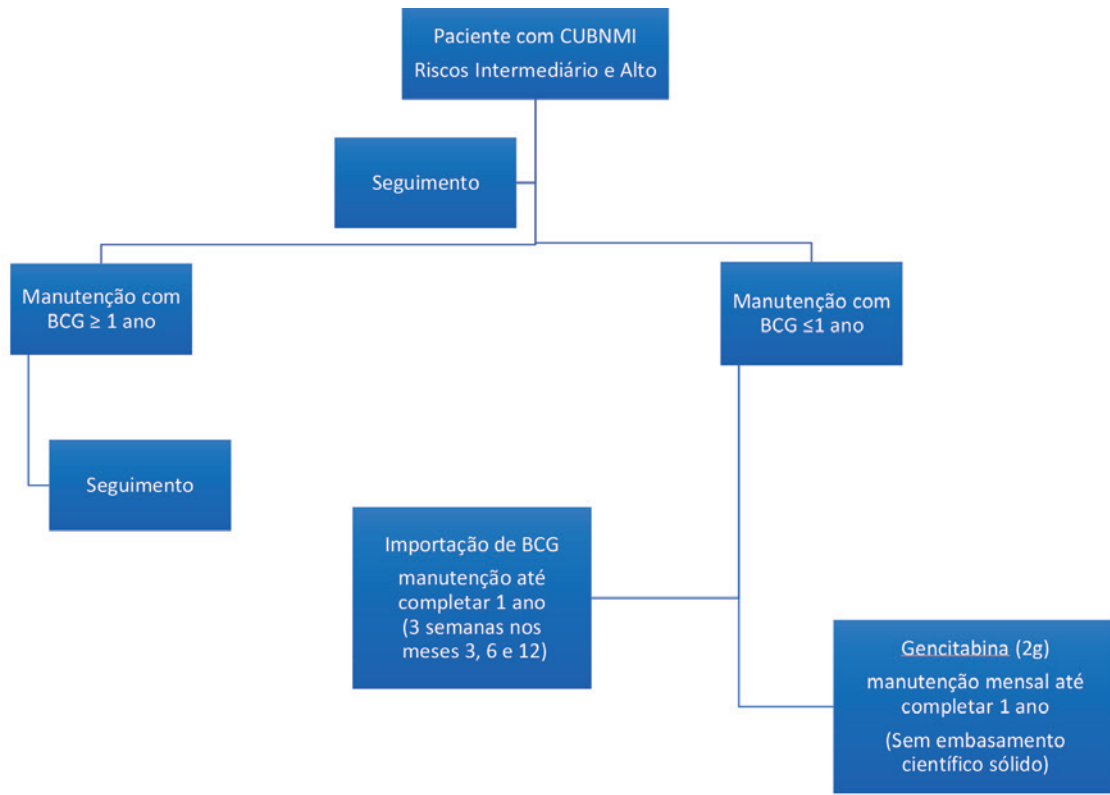 Paciente com CUBNMI
Riscos Intermediário e Alto
Seguimento
Manutenção com
BCG ≥ 1 ano
Manutenção com
BCG ≤1 ano
Seguimento
Importação de BCG
manutenção até
completar 1 ano
(3 semanas nos
meses 3, 6 e 12)
Gencitabina (2g)
manutenção mensal até
completar 1 ano
(Sem embasamento
científico sólido)